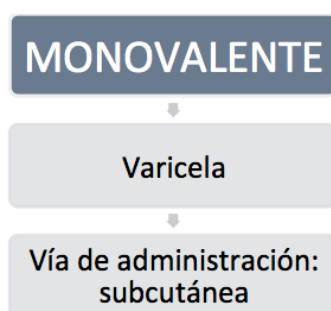 MONOVALENTE
Varicela
Vía de administración:
subcutánea